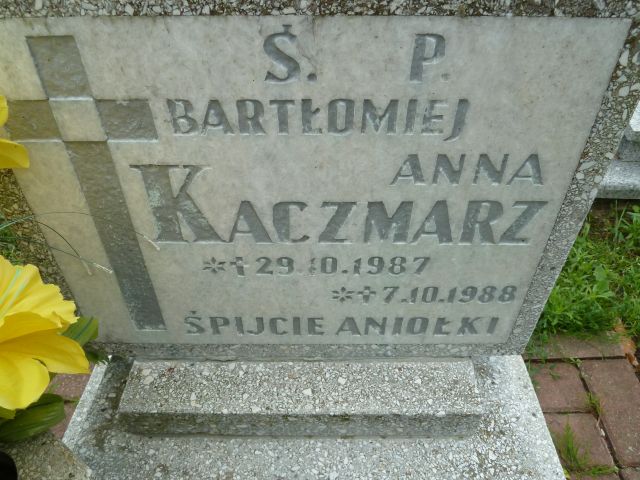 Ś. P.
BARTŁOMIEJ
ANNA
KACZMARZ
*+29.10.1987
*+7.10.1988
ŚPIJCIE ANIOŁKI